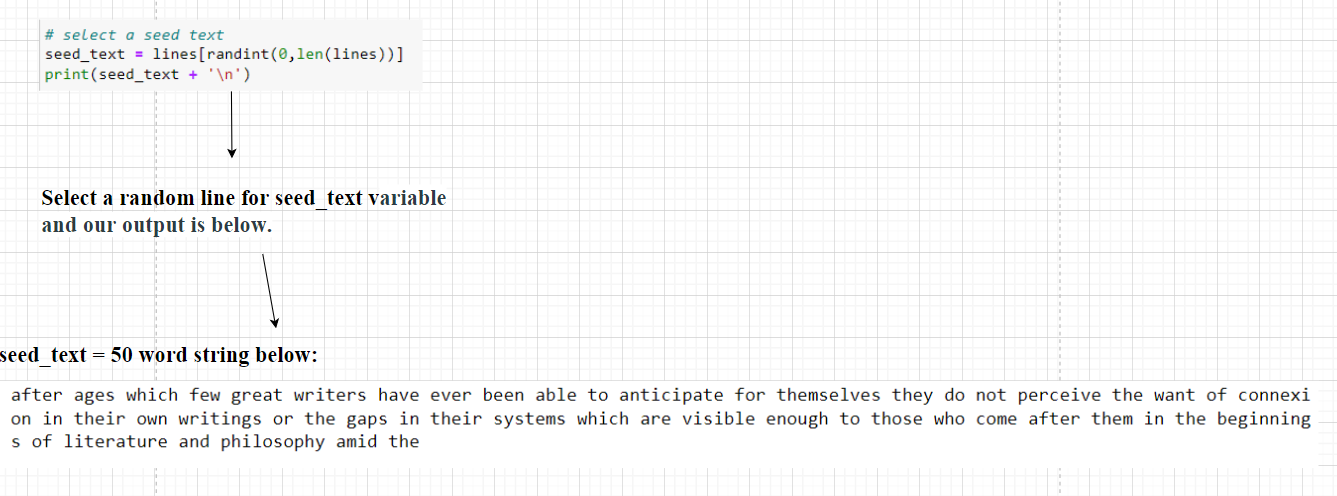 # select a seed text
seed_text = lines[randint(0,len(lines))]
print(seed_text + '\n')
Select a random line for seed_text variable
and our output is below.
seed_text = 50 word string below:
after ages which few great writers have ever been able to anticipate for themselves they do not perceive the want of connexi
on in their own writings or the gaps in their systems which are visible enough to those who come after them in the beginning
s of literature and philosophy amid the